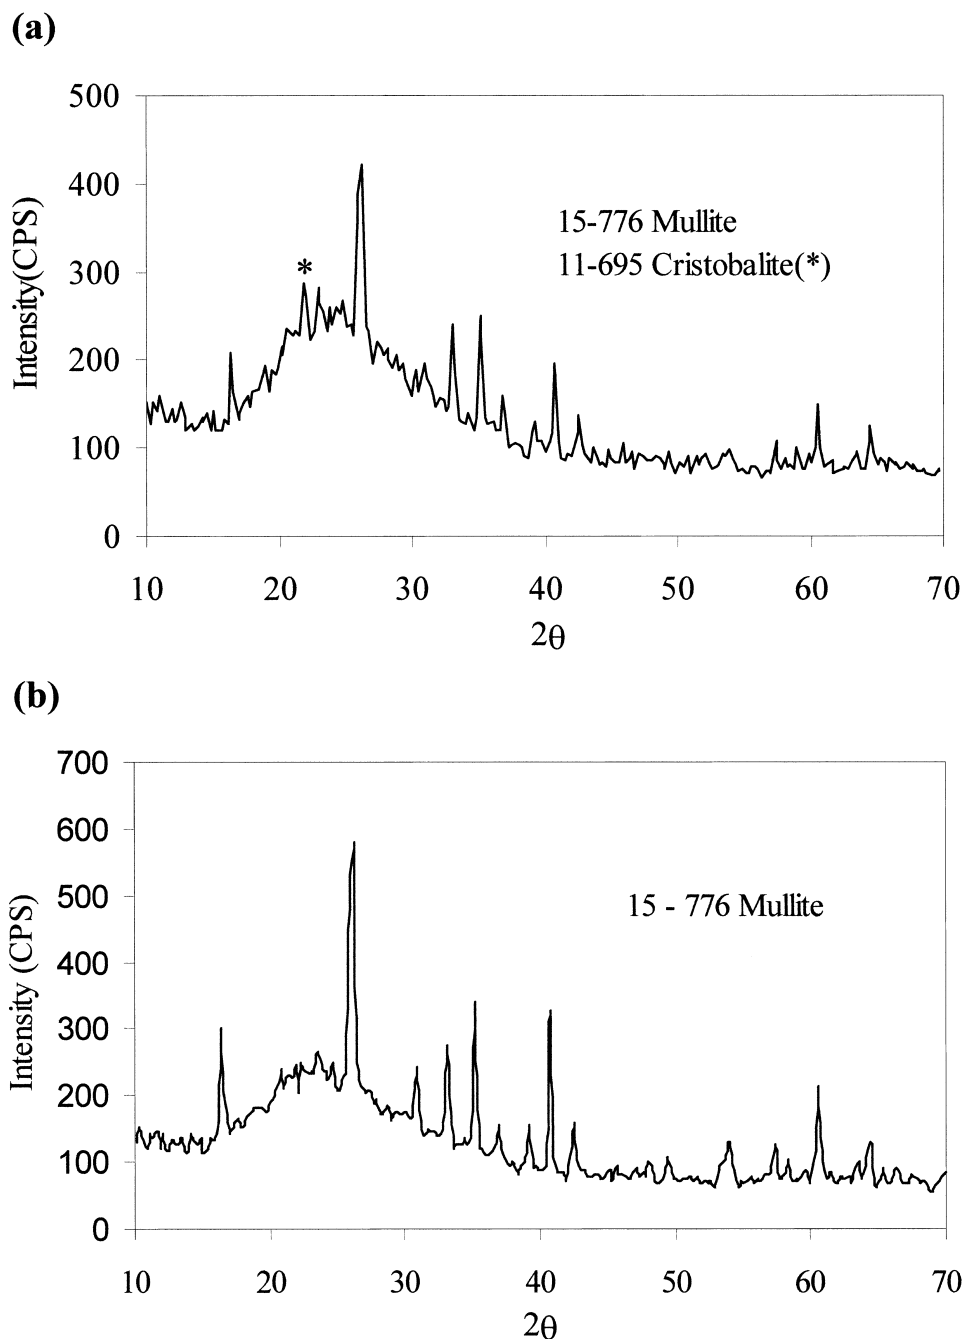 (a)
500
400
300
200
100
0
Intensity(CPS)
*
15-776 Mullite
11-695 Cristobalite(*)
10 20 30 40 50 60 70
2θ
(b)
700
600
500
400
300
200
100
0
Intensity (CPS)
15 - 776 Mullite
10 20 30 40 50 60 70
2θ